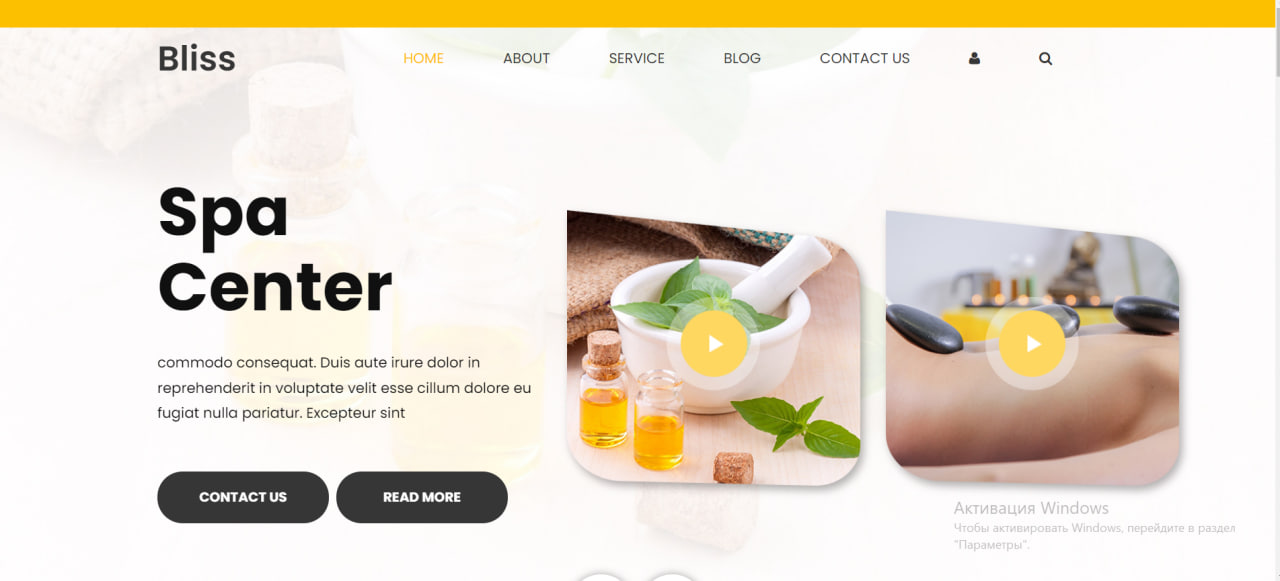 Bliss
HOME ABOUT SERVICE BLOG CONTACT US
Spa
Center
commodo consequat. Duis aute irure dolor in
reprehenderit in voluptate velit esse cillum dolore eu
fugiat nulla pariatur. Excepteur sint
CONTACT US READ MORE
Активация Windows
Чтобы активировать Windows, перейдите в раздел
"Параметры".